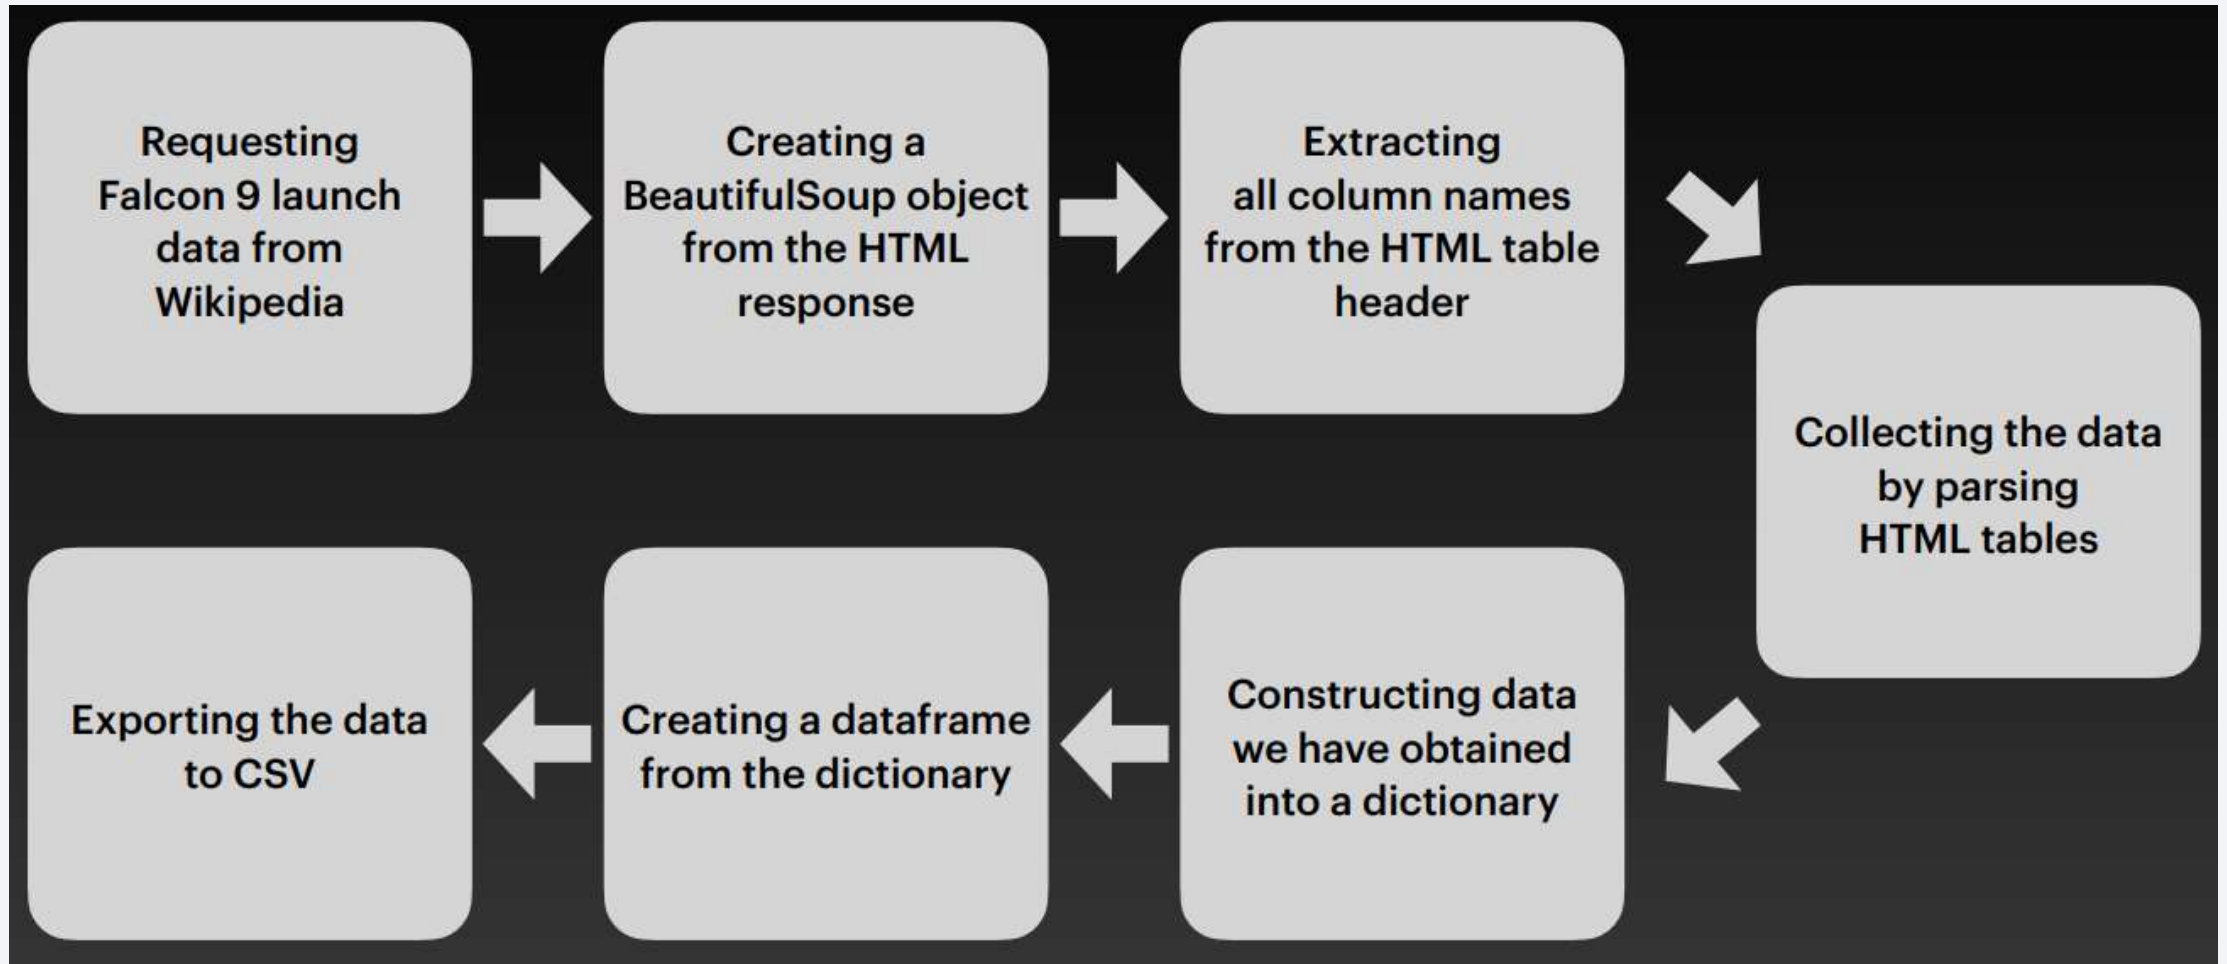 Requesting
Falcon 9 launch
data from
Wikipedia
Creating a
BeautifulSoup object
from the HTML
response
Extracting
all column names
from the HTML table
header
Collecting the data
by parsing
HTML tables
Constructing data
we have obtained
into a dictionary
Creating a dataframe
from the dictionary
Exporting the data
to CSV